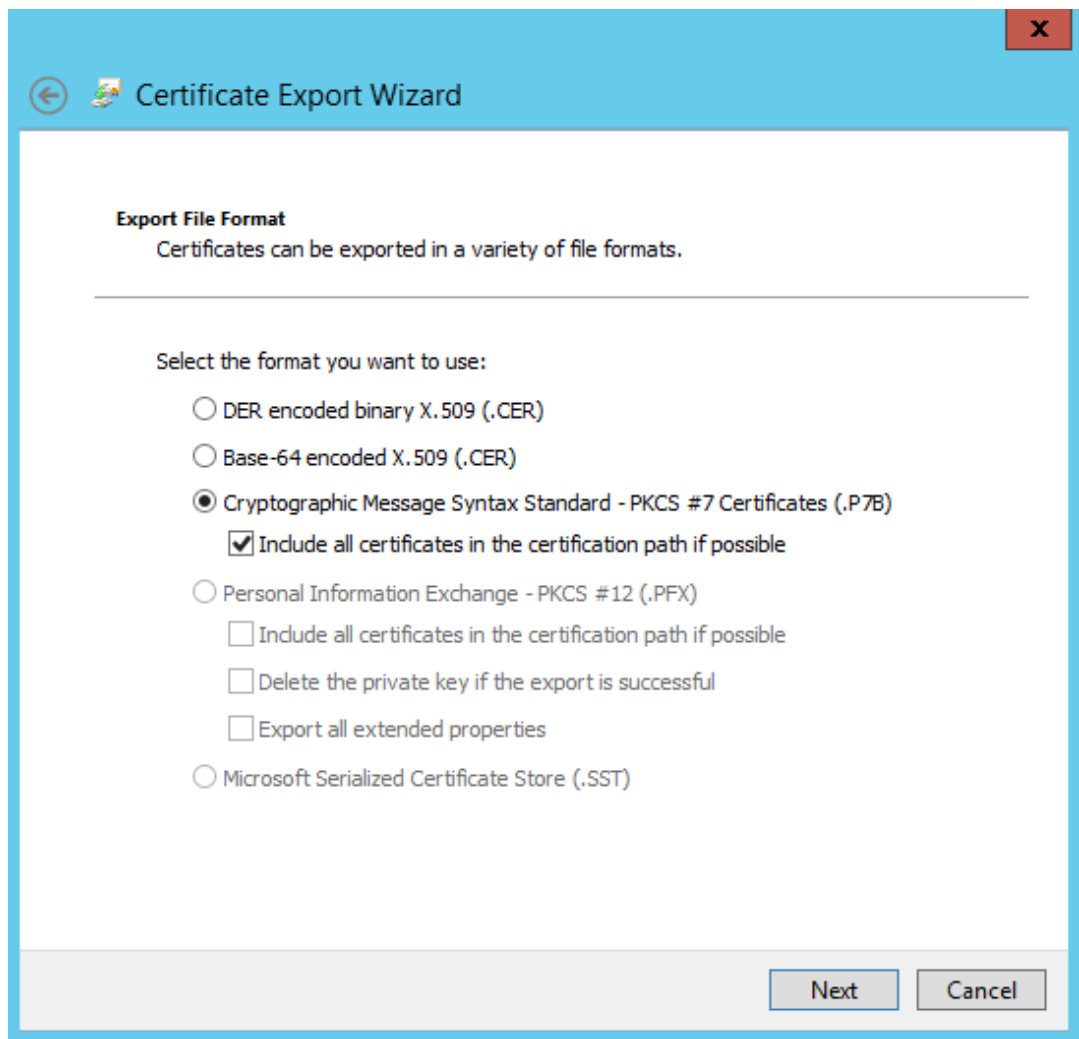 x
Certificate Export Wizard
Export File Format
Certificates can be exported in a variety of file formats.
Select the format you want to use:
DER encoded binary X.509 (.CER)
Base-64 encoded X.509 (.CER)
Cryptographic Message Syntax Standard - PKCS #7 Certificates (.P7B)
Include all certificates in the certification path if possible
Personal Information Exchange - PKCS #12 (.PFX)
Include all certificates in the certification path if possible
Delete the private key if the export is successful
Export all extended properties
Microsoft Serialized Certificate Store (.SST)
Next Cancel